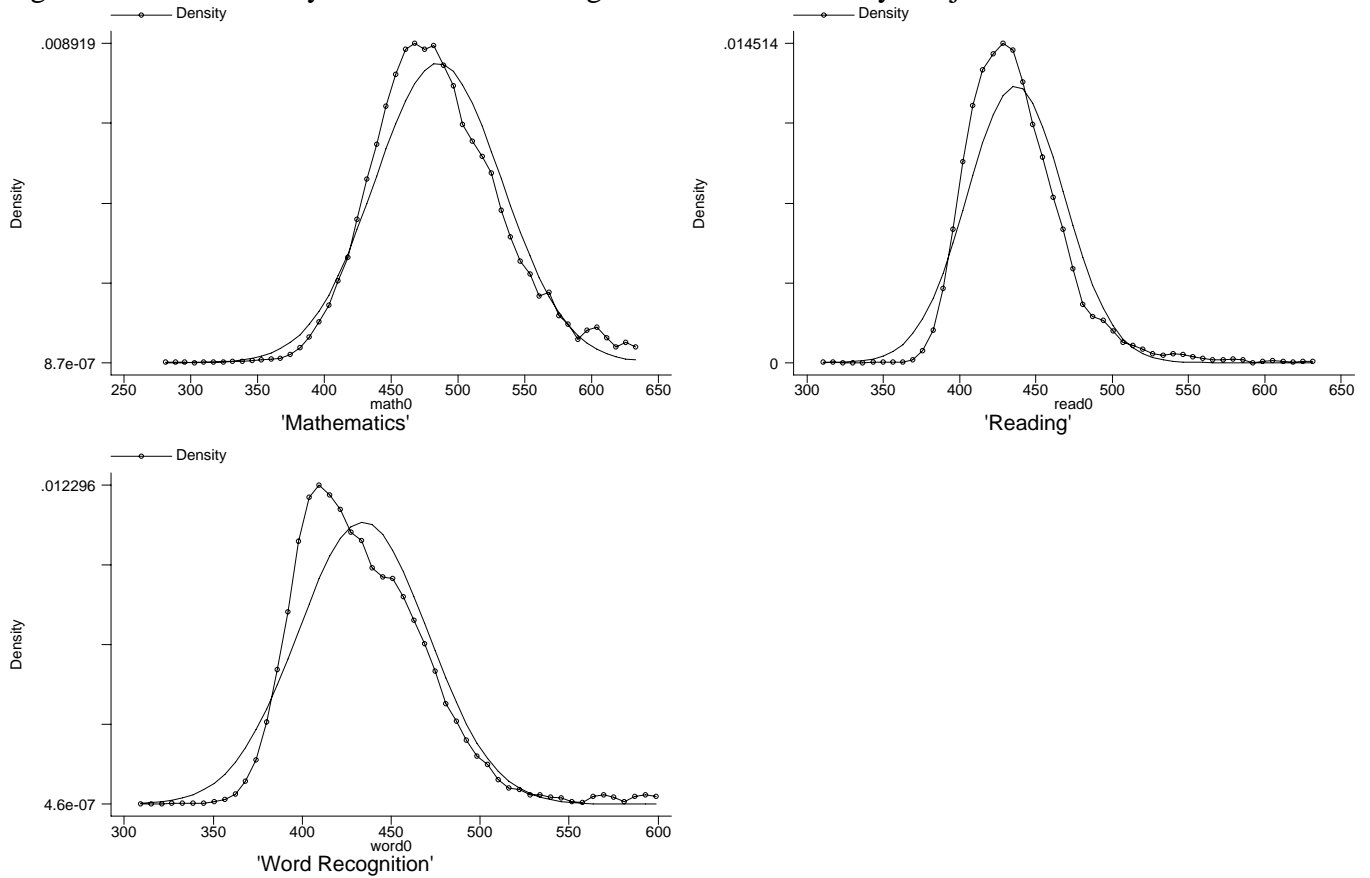 Density
.008919
8.7e-07
Density
250 300 350 400 450 500 550 600 650
math0
'Mathematics'
Density
.014514
0
Density
300 350 400 450 500 550 600 650
read0
'Reading'
Density
.012296
4.6e-07
Density
300 350 400 450 500 550 600
word0
'Word Recognition'